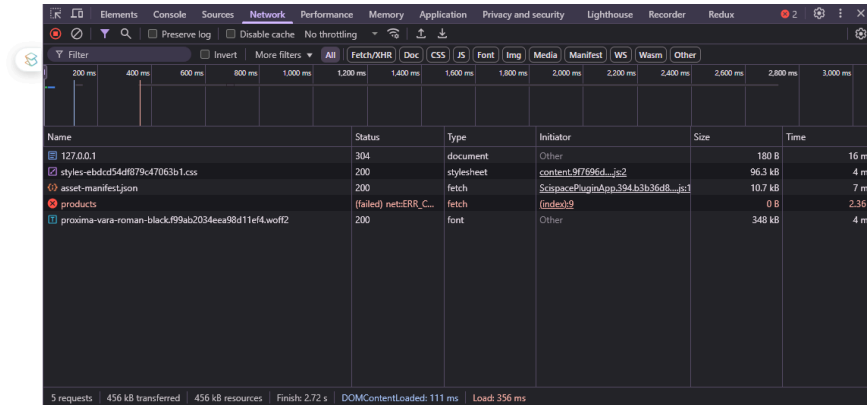 Elements Console Sources Network Performance Memory Application Privacy and security Lighthouse Recorder Redux 2
Preserve log Disable cache No throttling
Filter Invert More filters All Fetch/XHR Doc CSS JS Font Img Media Manifest WS Wasm Other
200 ms 400 ms 600 ms 800 ms 1,000 ms 1,200 ms 1,400 ms 1,600 ms 1,800 ms 2,000 ms 2,200 ms 2,400 ms 2,600 ms 2,800 ms 3,000 ms
Name Status Type Initiator Size Time
127.0.0.1 304 document Other 180 B 16 m
styles-ebdcd54df879c47063b1.css 200 stylesheet content.9f7696d....js:2 96.3 kB 4 m
asset-manifest.json 200 fetch ScispacePluginApp.394.b3b36d8....js:1 10.7 kB 7 m
products (failed) net::ERR_C... fetch (index):9 0 B 2.36
proxima-vara-roman-black.f99ab2034eea98d11ef4.woff2 200 font Other 348 kB 4 m
5 requests 456 kB transferred 456 kB resources Finish: 2.72 s DOMContentLoaded: 111 ms Load: 356 ms